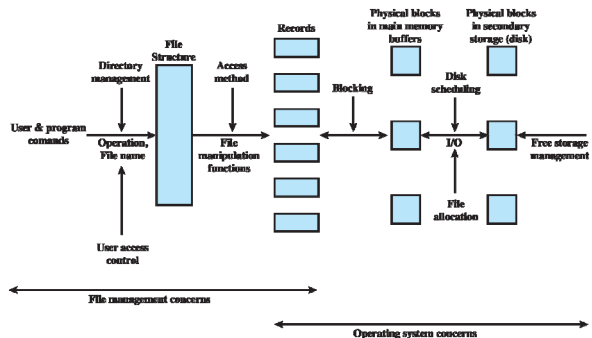 Records
Physical blocks
in main memory
buffers
Physical blocks
in secondary
storage (disk)
File
Structure
Directory
management
Access
method
Blocking
Disk
scheduling
User & program
comands
Operation,
File name
File
manipulation
functions
I/O
Free storage
management
File
allocation
User access
control
File management concerns
Operating system concerns